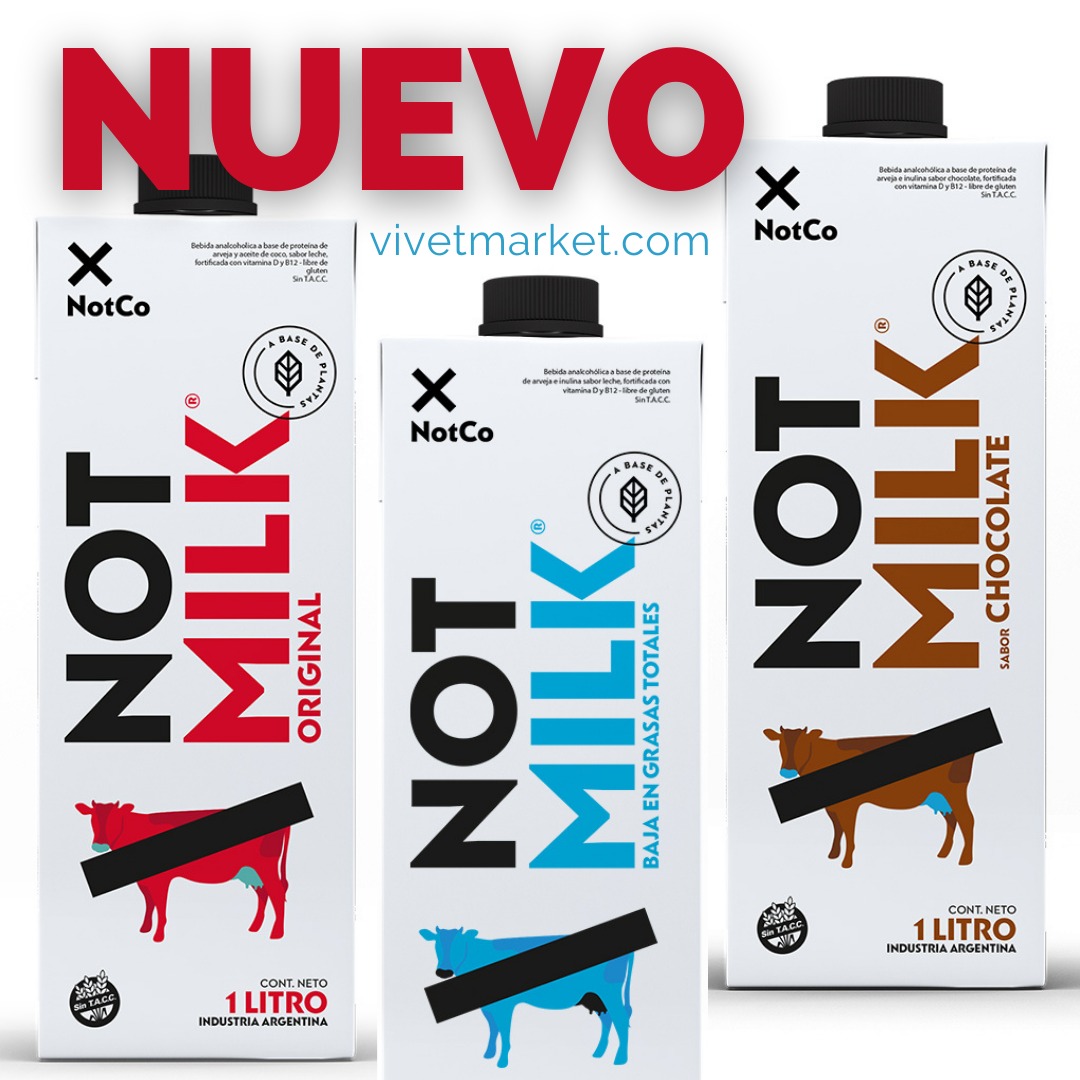 NUEVO
vivetmarket.com
NotCo
Bebida analcoholica a base de proteína de
arveja y aceite de coco, sabor leche,
fortificada con vitamina D y B12 - libre de
gluten
Sin T.A.C.C.
A BASE DE PLANTAS
NOT
MILK®
ORIGINAL
Sin T.A.C.C.
CONT. NETO
1 LITRO
INDUSTRIA ARGENTINA
NotCo
Bebida analcohólica a base de proteína
de arveja e inulina sabor leche, fortificada con
vitamina D y B12 - libre de gluten
Sin T.A.C.C.
A BASE DE PLANTAS
NOT
MILK®
BAJA EN GRASAS TOTALES
NotCo
Bebida analcohólica a base de proteína de
arveja e inulina sabor chocolate, fortificada
con vitamina D y B12 - libre de gluten
Sin T.A.C.C.
A BASE DE PLANTAS
NOT
MILK®
SABOR CHOCOLATE
Sin T.A.C.C.
CONT. NETO
1 LITRO
INDUSTRIA ARGENTINA